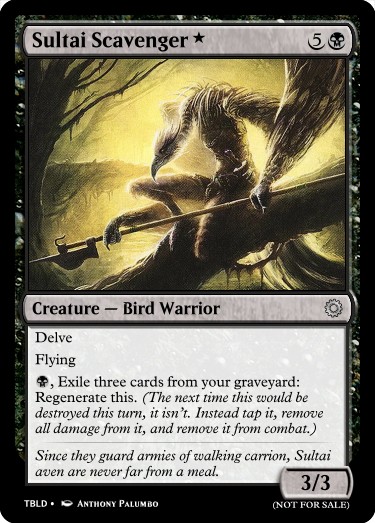 Sultai Scavenger ★ 5
Creature — Bird Warrior
Delve
Flying
, Exile three cards from your graveyard:
Regenerate this. (The next time this would be
destroyed this turn, it isn't. Instead tap it, remove
all damage from it, and remove it from combat.)
Since they guard armies of walking carrion, Sultai
aven are never far from a meal.
3/3
TBLD • Anthony Palumbo (NOT FOR SALE)